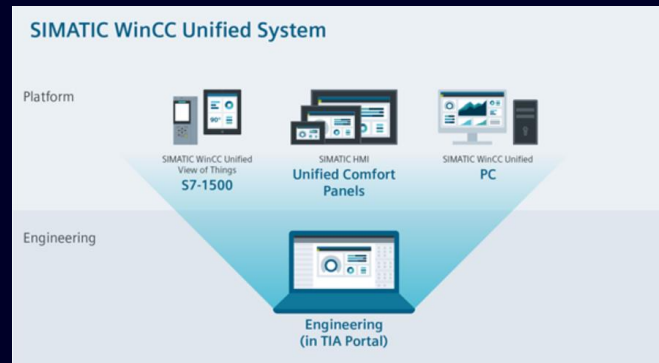 SIMATIC WinCC Unified System
Platform
SIMATIC WinCC Unified
View of Things
S7-1500
SIMATIC HMI
Unified Comfort
Panels
SIMATIC WinCC Unified
PC
Engineering
Engineering
(in TIA Portal)